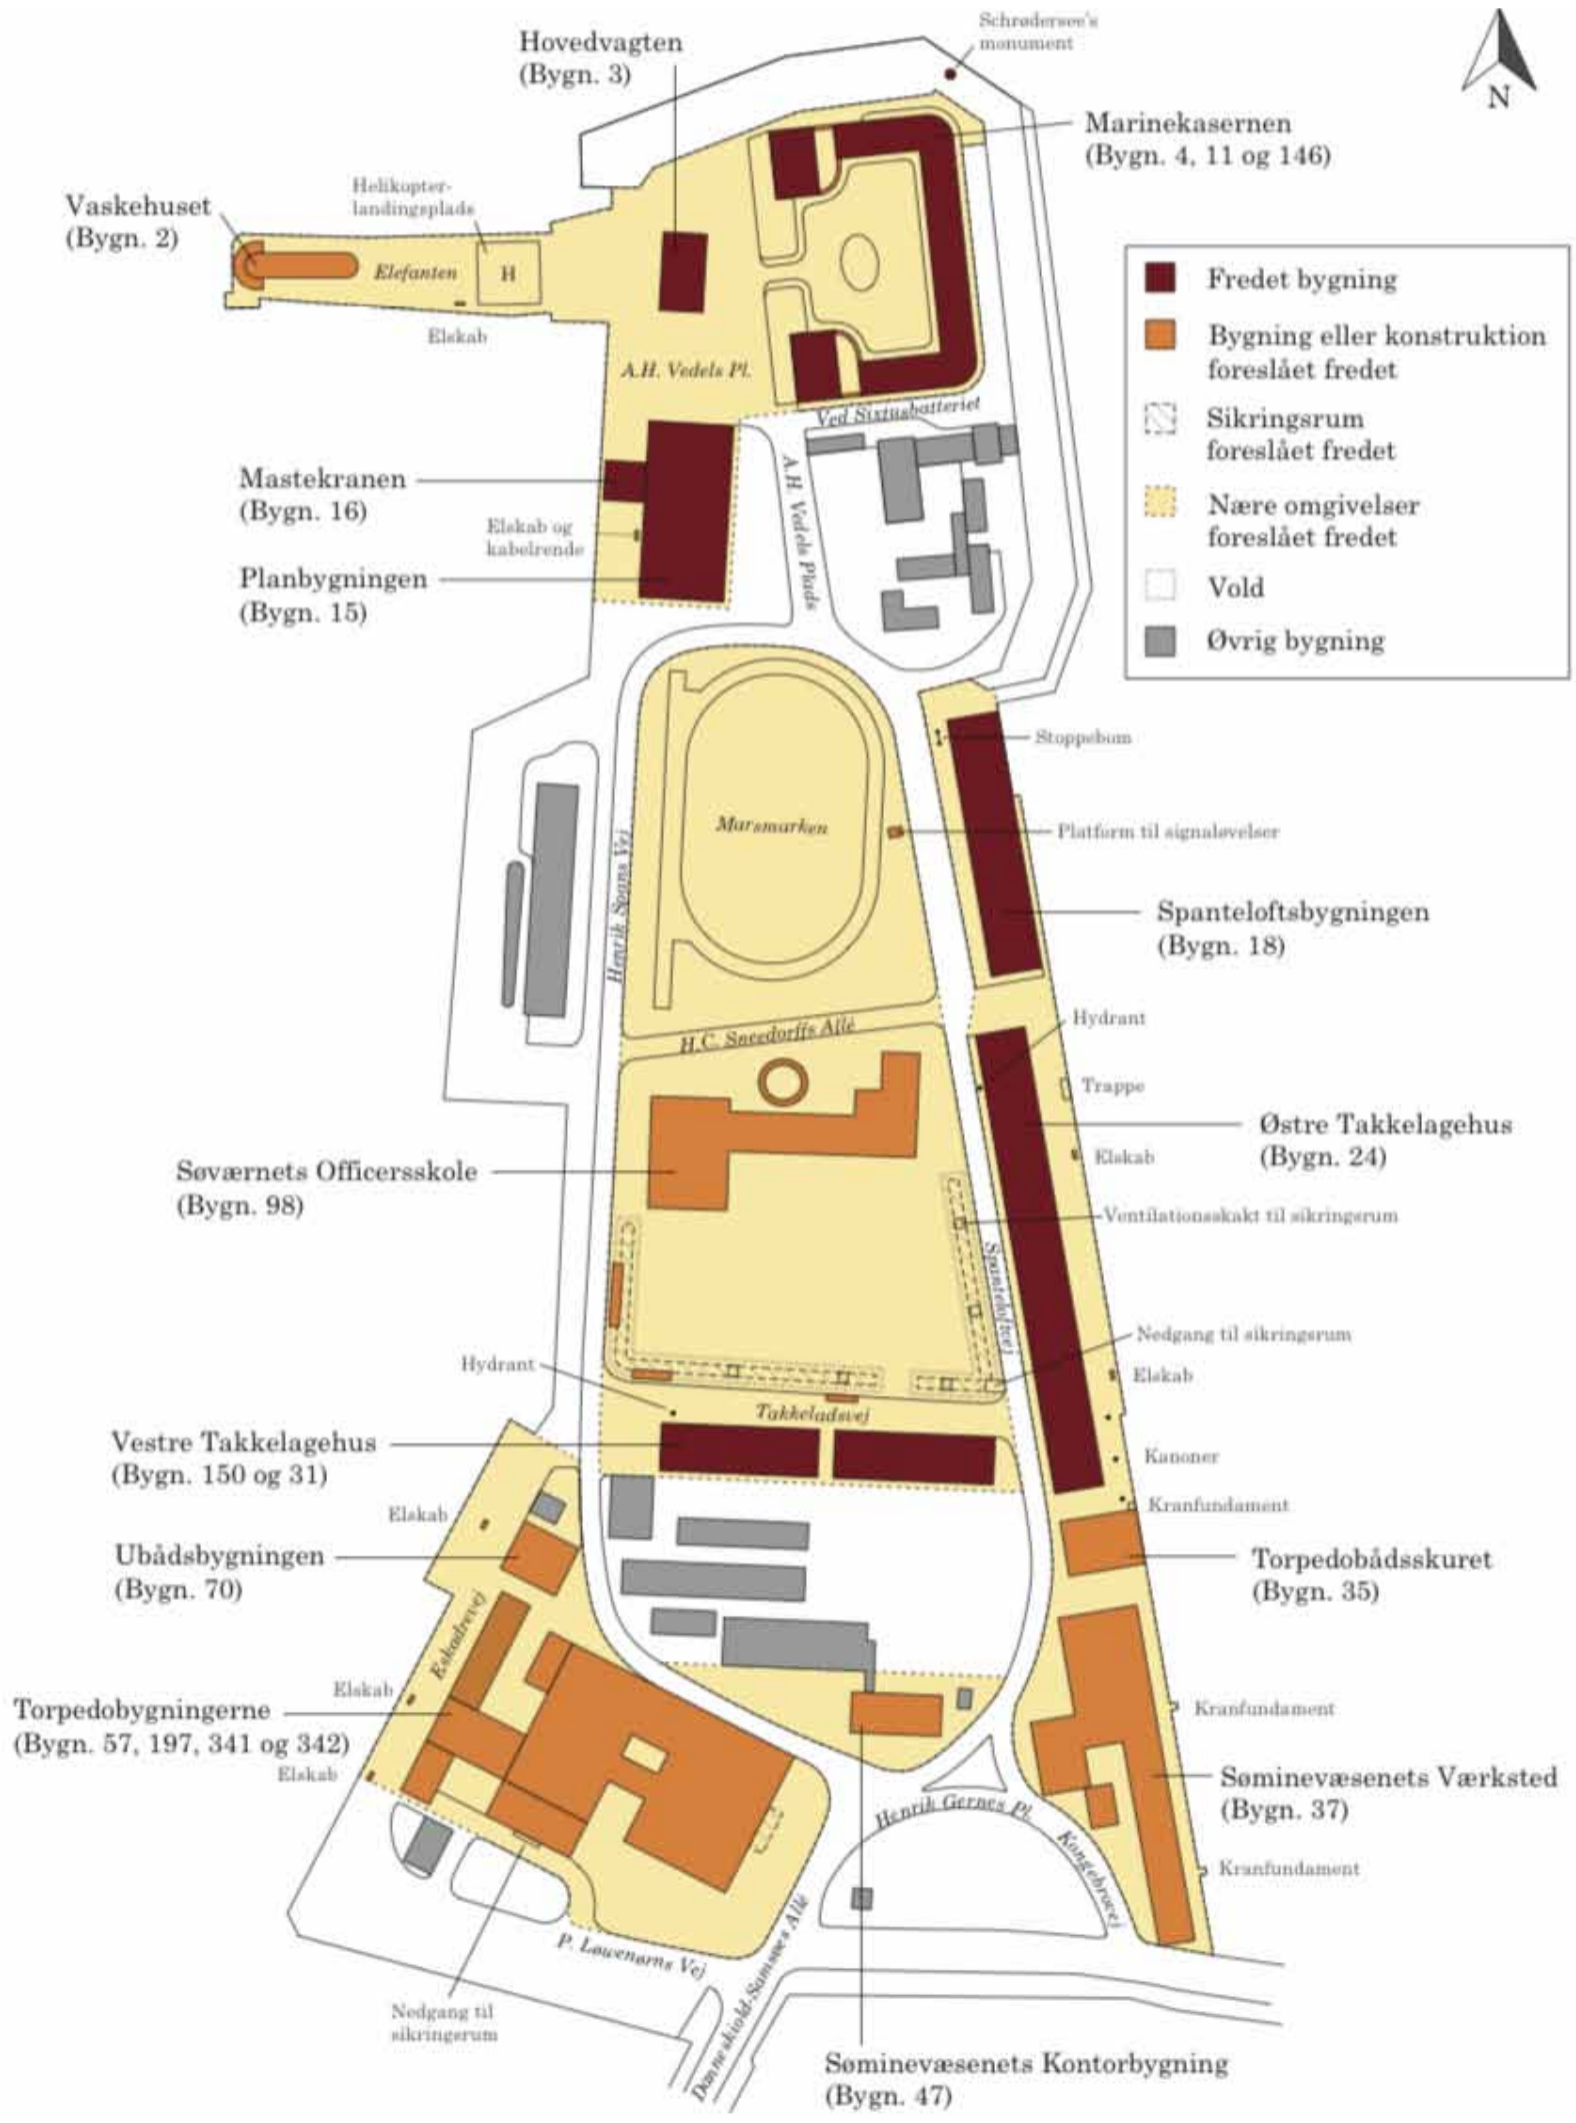 Schrødersee's
monument
Hovedvagten
(Bygn. 3)
N
Marinekasernen
(Bygn. 4, 11 og 146)
Helikopter-
landingsplads
Vaskehuset
(Bygn. 2)
Elefanten
H
Elskab
Fredet bygning
Bygning eller konstruktion
foreslået fredet
Sikringsrum
foreslået fredet
Nære omgivelser
foreslået fredet
Vold
Øvrig bygning
A.H. Vedels Pl.
Ved Sixtusbatteriet
A.H. Vedels Plads
Mastekranen
(Bygn. 16)
Elskab og
kabelrende
Planbygningen
(Bygn. 15)
Stoppebom
Marsmarken
Platform til signaløvelser
Henrik Spans Vej
Spanteloftsbygningen
(Bygn. 18)
Hydrant
H.C. Sneedorffs Allé
Trappe
Østre Takkelagehus
(Bygn. 24)
Elskab
Søværnets Officersskole
(Bygn. 98)
Ventilationsskakt til sikringsrum
Spanteloftvej
Nedgang til sikringsrum
Hydrant
Elskab
Takkeladsvej
Vestre Takkelagehus
(Bygn. 150 og 31)
Kanoner
Elskab
Kranfundament
Ubådsbygningen
(Bygn. 70)
Torpedobådsskuret
(Bygn. 35)
Eskadrevej
Elskab
Torpedobygningerne
(Bygn. 57, 197, 341 og 342)
Kranfundament
Elskab
Søminevæsenets Værksted
(Bygn. 37)
Henrik Gernes Pl.
Kongebrovej
Kranfundament
P. Løwenørns Vej
Danneskiold-Samsøes Allé
Nedgang til
sikringsrum
Søminevæsenets Kontorbygning
(Bygn. 47)